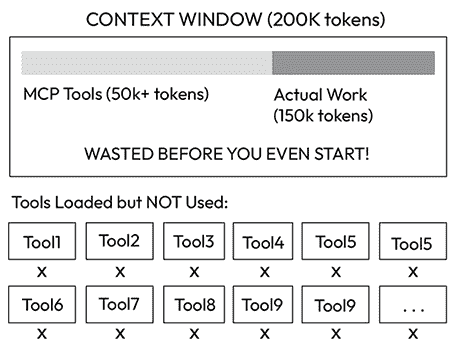 CONTEXT WINDOW (200K tokens)
MCP Tools (50k+ tokens)
Actual Work
(150k tokens)
WASTED BEFORE YOU EVEN START!
Tools Loaded but NOT Used:
Tool1 Tool2 Tool3 Tool4 Tool5 Tool5
X X X X X X
Tool6 Tool7 Tool8 Tool9 Tool9 ...
X X X X X X